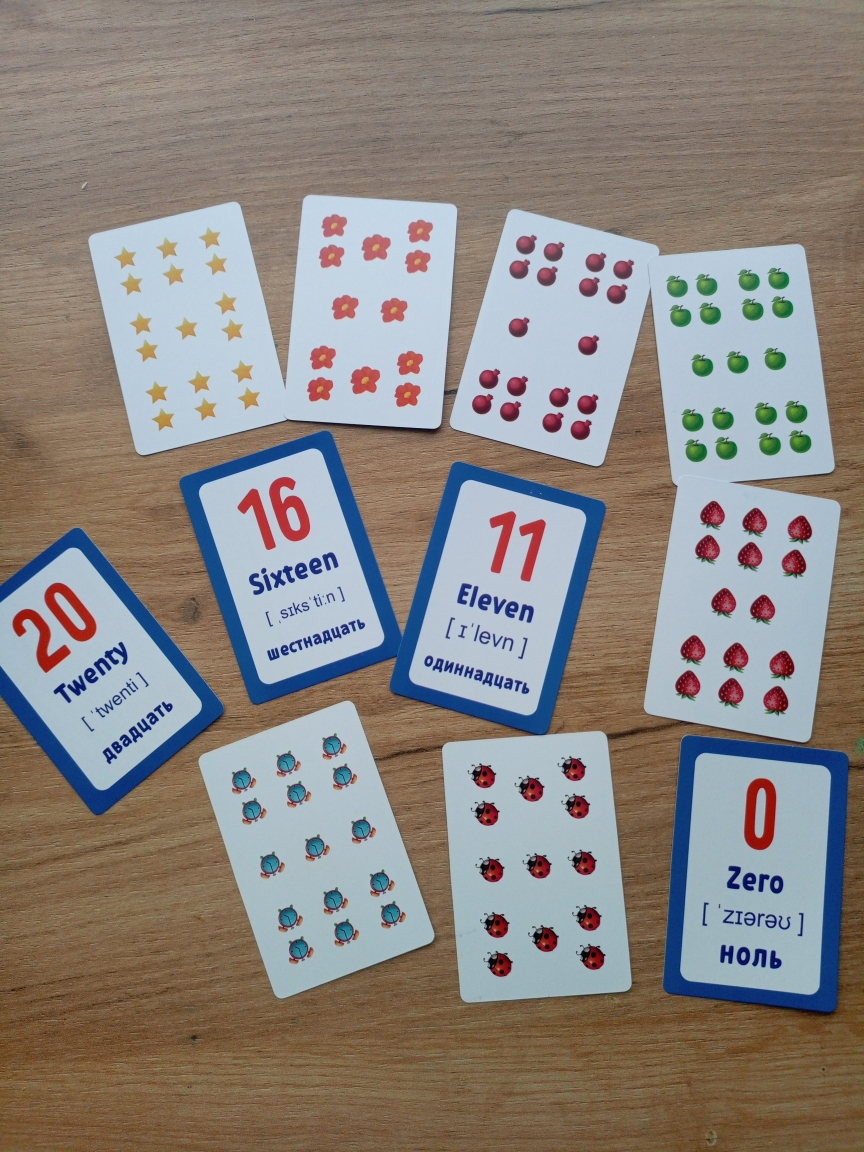 16
Sixteen
[ ˌsɪksˈtiːn ]
шестнадцать
11
Eleven
[ ɪˈlevn ]
одиннадцать
20
Twenty
[ ˈtwenti ]
двадцать
0
Zero
[ ˈzɪərəʊ ]
ноль